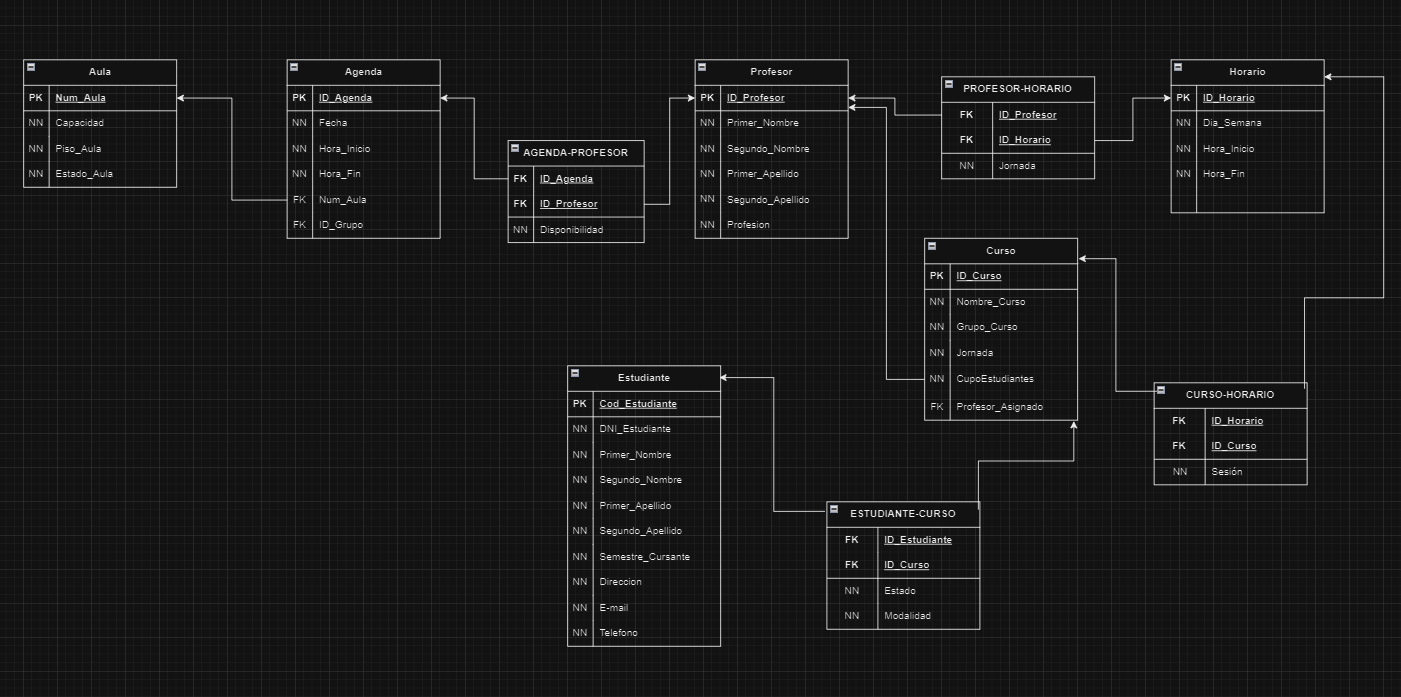 Aula
PK Num_Aula
NN Capacidad
NN Piso_Aula
NN Estado_Aula
Agenda
PK ID_Agenda
NN Fecha
NN Hora_Inicio
NN Hora_Fin
FK Num_Aula
FK ID_Grupo
AGENDA-PROFESOR
FK ID_Agenda
FK ID_Profesor
NN Disponibilidad
Profesor
PK ID_Profesor
NN Primer_Nombre
NN Segundo_Nombre
NN Primer_Apellido
NN Segundo_Apellido
NN Profesion
PROFESOR-HORARIO
FK ID_Profesor
FK ID_Horario
NN Jornada
Horario
PK ID_Horario
NN Dia_Semana
NN Hora_Inicio
NN Hora_Fin
Curso
PK ID_Curso
NN Nombre_Curso
NN Grupo_Curso
NN Jornada
NN CupoEstudiantes
FK Profesor_Asignado
Estudiante
PK Cod_Estudiante
NN DNI_Estudiante
NN Primer_Nombre
NN Segundo_Nombre
NN Primer_Apellido
NN Segundo_Apellido
NN Semestre_Cursante
NN Direccion
NN E-mail
NN Telefono
CURSO-HORARIO
FK ID_Horario
FK ID_Curso
NN Sesión
ESTUDIANTE-CURSO
FK ID_Estudiante
FK ID_Curso
NN Estado
NN Modalidad